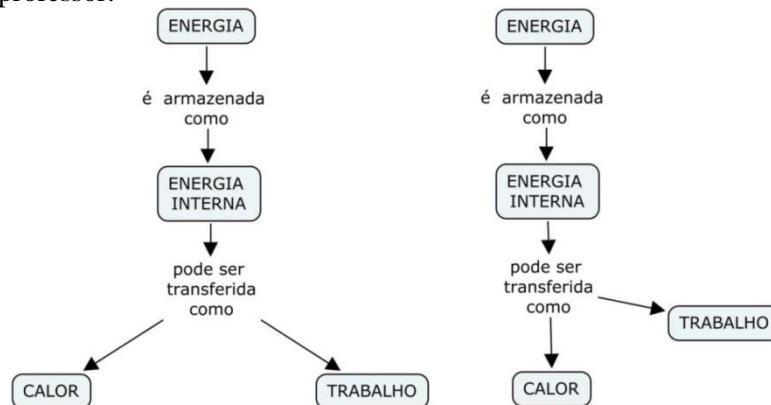 professor.
ENERGIA
é armazenada
como
ENERGIA
INTERNA
pode ser
transferida
como
CALOR
TRABALHO
ENERGIA
é armazenada
como
ENERGIA
INTERNA
pode ser
transferida
como
TRABALHO
CALOR